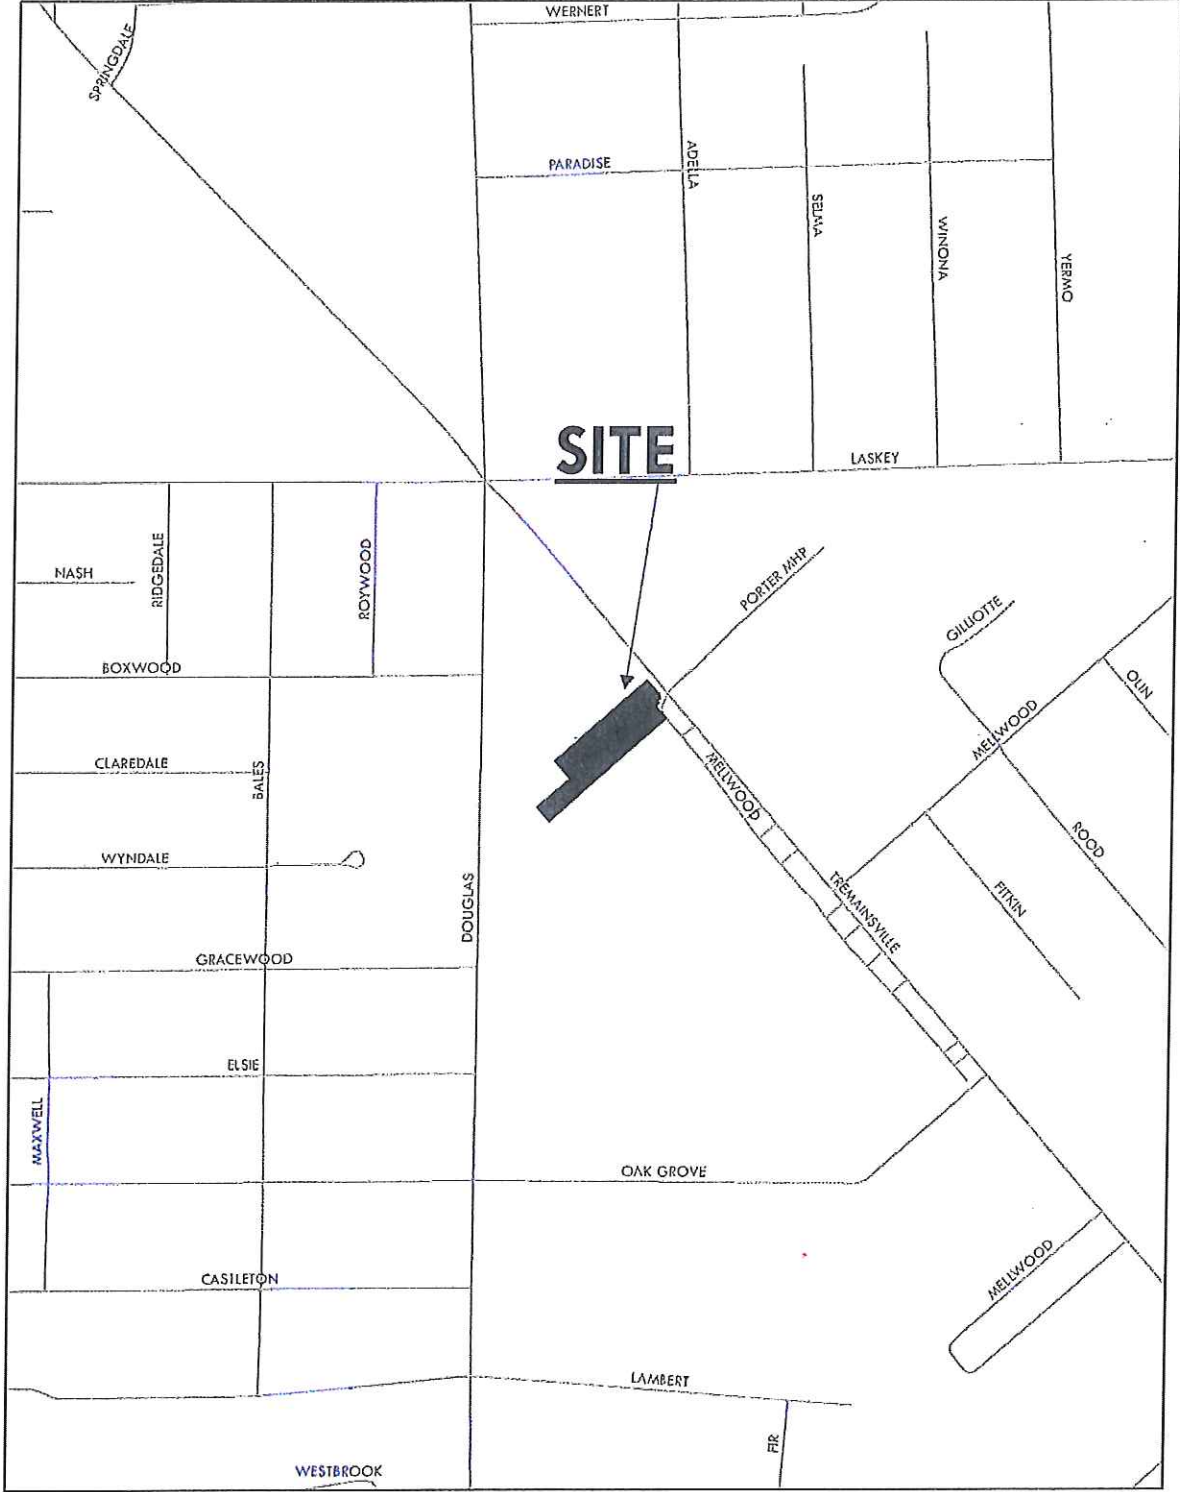 WERNERT
SPRINGDALE
PARADISE
ADELLA
SELMA
WINONA
YERMO
SITE
LASKEY
NASH
RIDGEDALE
ROYWOOD
PORTER MHP
GILLIOTTE
BOXWOOD
OLIN
MELLWOOD
CLAREDALE
BALES
MELLWOOD
WYNDALE
ROOD
FITKIN
TREMAINSVILLE
DOUGLAS
GRACEWOOD
ELSIE
MAXWELL
OAK GROVE
CASTLETON
MELLWOOD
LAMBERT
FIR
WESTBROOK